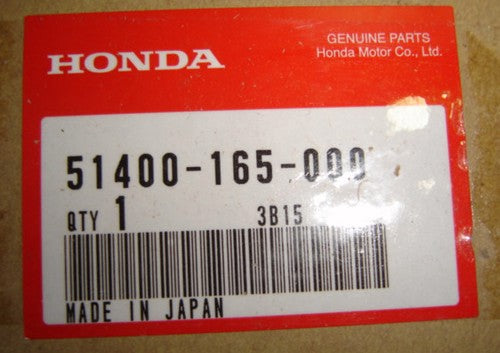 HONDA
GENUINE PARTS
Honda Motor Co., Ltd.
51400-165-000
QTY 1 3B15
MADE IN JAPAN